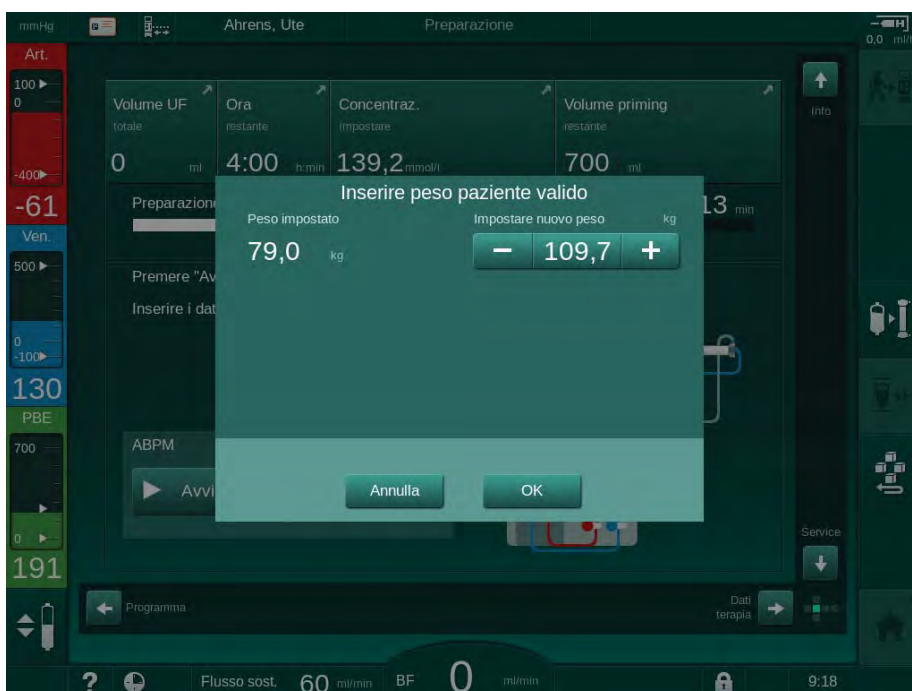 mmHg
Ahrens, Ute
Preparazione
0,0 ml/
Art.
100
0
-400
-61
Ven.
500
0
-100
130
PBE
700
0
191
Volume UF
totale
0 ml
Ora
restante
4:00 h:min
Concentraz.
impostare
139,2 mmol/l
Volume priming
restante
700 ml
Info
Preparazion
13 min
Premere "Av
Inserire i dat
Inserire peso paziente valido
Peso impostato
79,0 kg
Impostare nuovo peso kg
− 109,7 +
Annulla
OK
ABPM
Avvi
Service
Programma
Dati
terapia
?
Flusso sost. 60 ml/min
BF 0 ml/min
9:18